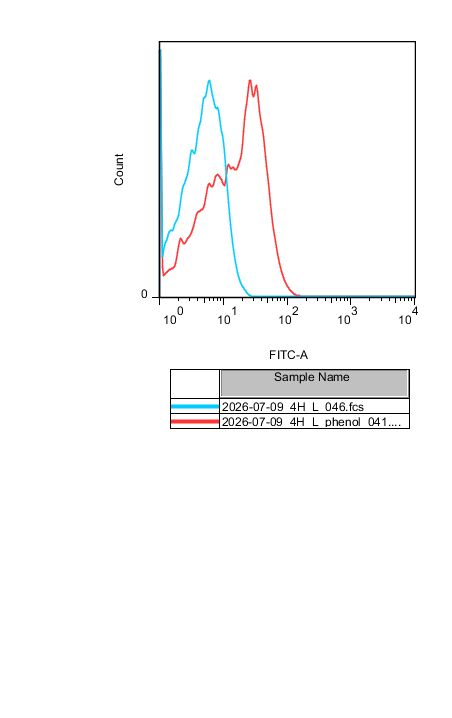 Count
0
10^0 10^1 10^2 10^3 10^4
FITC-A
Sample Name
2026-07-09_4H_L_046.fcs
2026-07-09_4H_L_phenol_041....